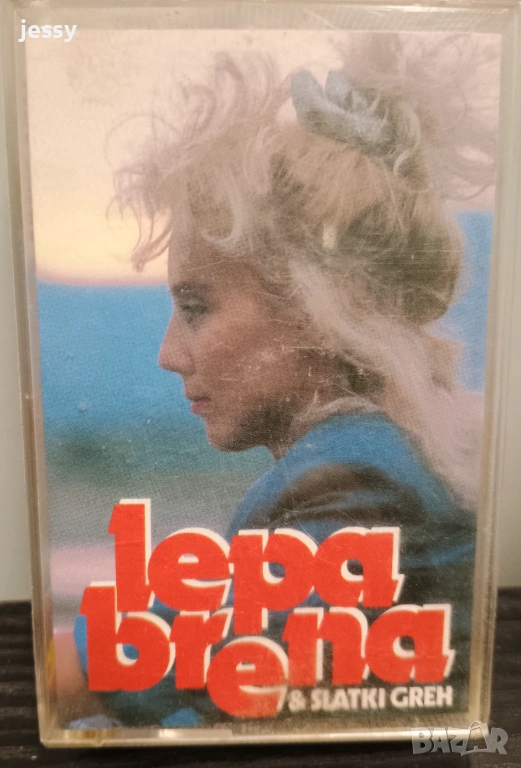 jessy
lepa
brena
& SLATKI GREH
BAZAR